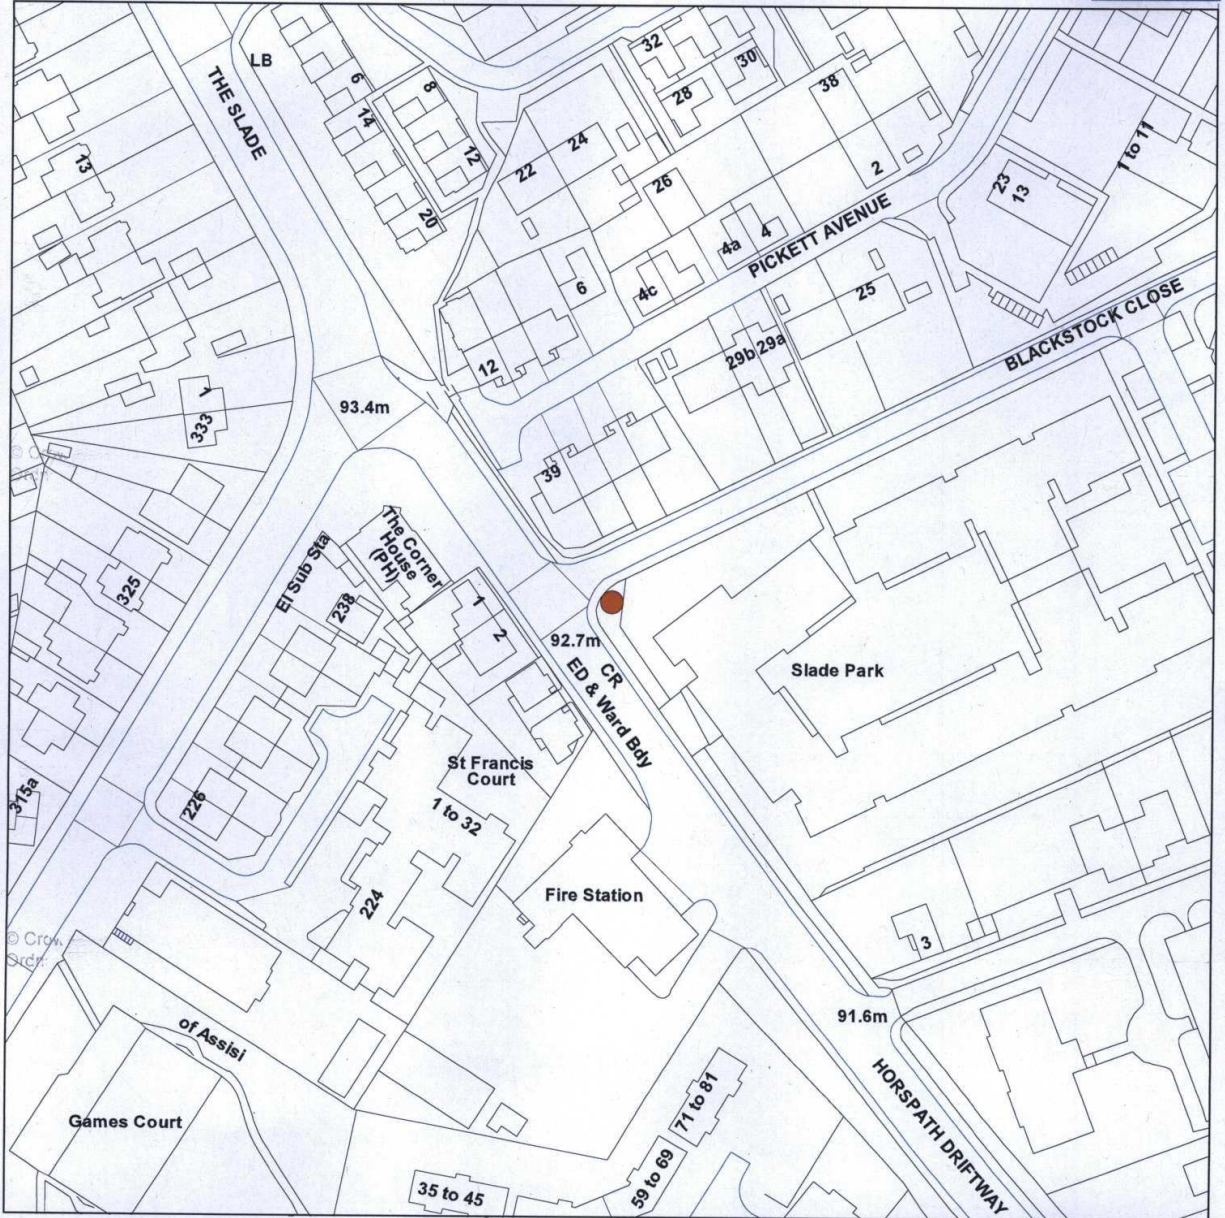 LB
THE SLADE
6
14
20
8
12
32
30
28
38
24
22
26
2
4a
4
PICKETT AVENUE
23
13
1 to 11
13
6
4c
12
25
29b
29a
BLACKSTOCK CLOSE
93.4m
1
333
39
The Corner
House
(PH)
El Sub Sta
238
325
1
2
92.7m
CR
ED & Ward Bdy
Slade Park
St Francis
Court
1 to 32
226
315a
224
Fire Station
3
91.6m
of Assisi
HORSPATH DRIFTWAY
Games Court
71 to 81
59 to 69
35 to 45